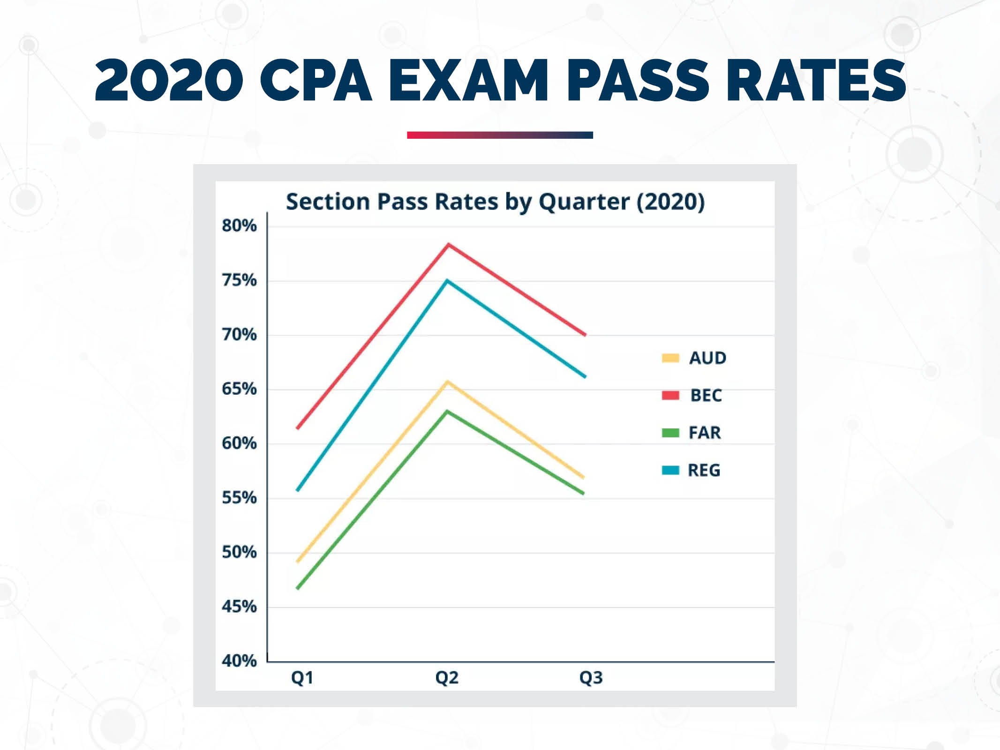 2020 CPA EXAM PASS RATES
Section Pass Rates by Quarter (2020)
80%
75%
70%
65%
60%
55%
50%
45%
40%
Q1 Q2 Q3
AUD
BEC
FAR
REG